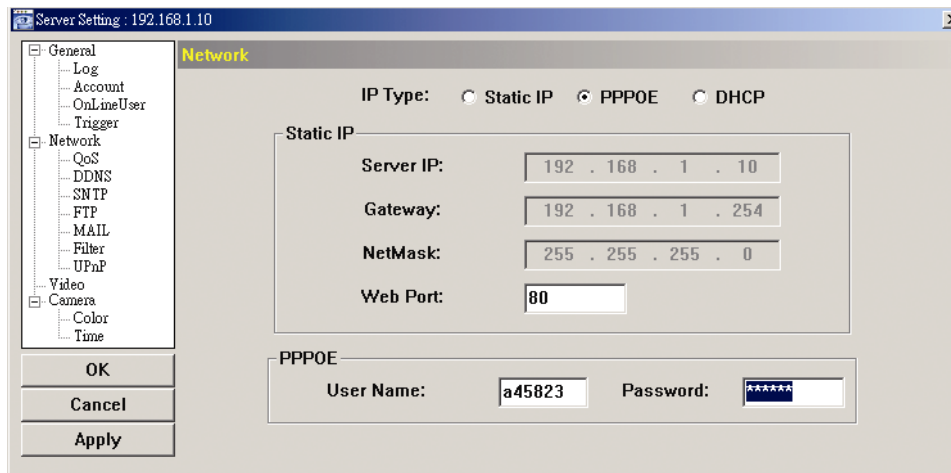 Server Setting : 192.168.1.10
General
Log
Account
OnLineUser
Trigger
Network
QoS
DDNS
SNTP
FTP
MAIL
Filter
UPnP
Video
Camera
Color
Time
OK
Cancel
Apply
Network
IP Type: Static IP PPPOE DHCP
Static IP
Server IP: 192 . 168 . 1 . 10
Gateway: 192 . 168 . 1 . 254
NetMask: 255 . 255 . 255 . 0
Web Port: 80
PPPOE
User Name: a45823 Password: ******